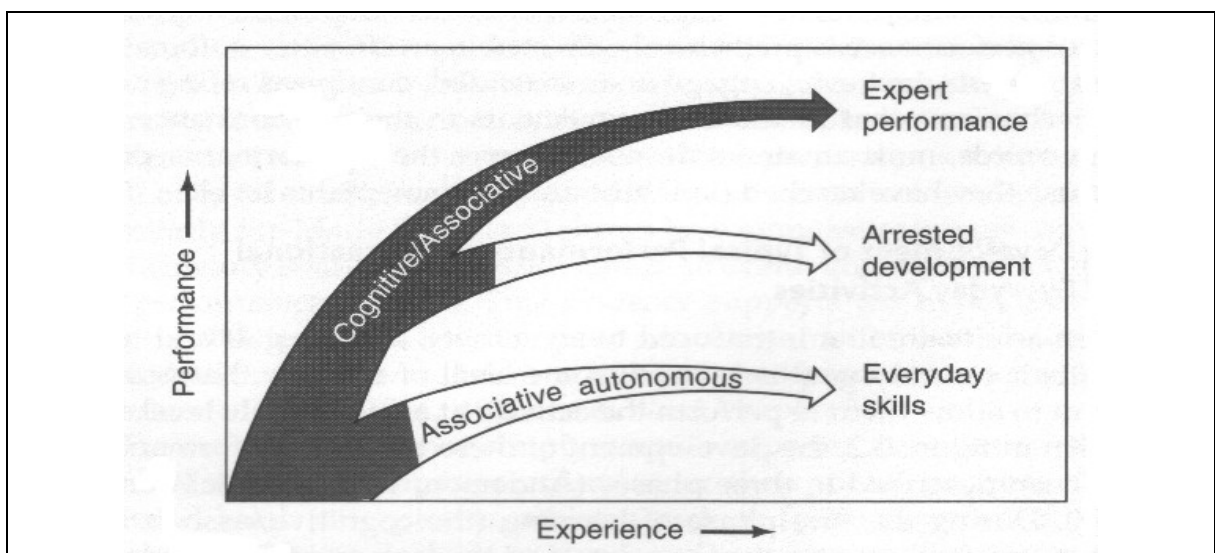 Expert
performance
Cognitive/Associative
Arrested
development
Performance
Associative autonomous
Everyday
skills
Experience